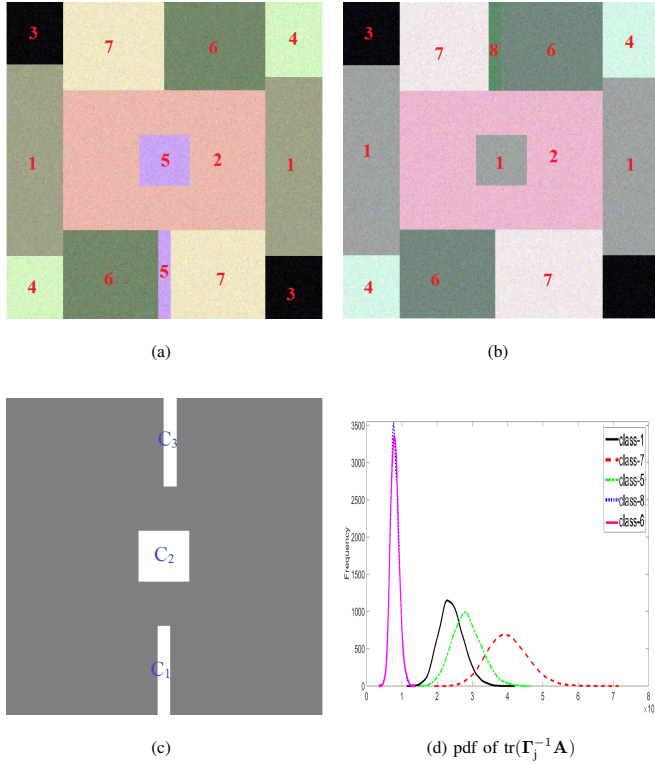 3 7 6 4
1 5 2 1
4 6 5 7 3
(a)
3 7 8 6 4
1 1 2 1
4 6 7
(b)
C3
C2
C1
(c)
3500
3000
2500
2000
1500
1000
500
0
Frequency
class-1
class-7
class-5
class-8
class-6
0 1 2 3 4 5 6 7 8
×10
(d) pdf of tr(Γ_j^{-1}A)